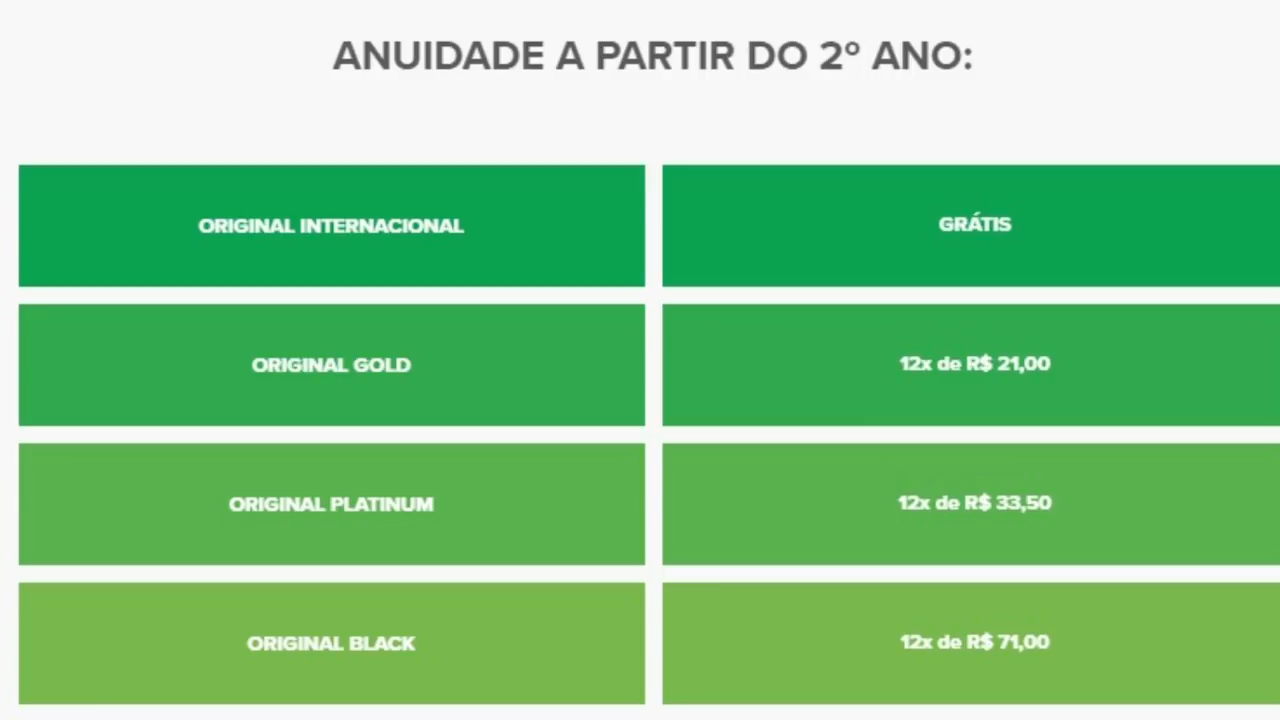 ANUIDADE A PARTIR DO 2º ANO:
ORIGINAL INTERNACIONAL
GRÁTIS
ORIGINAL GOLD
12x de R$ 21,00
ORIGINAL PLATINUM
12x de R$ 33,50
ORIGINAL BLACK
12x de R$ 71,00